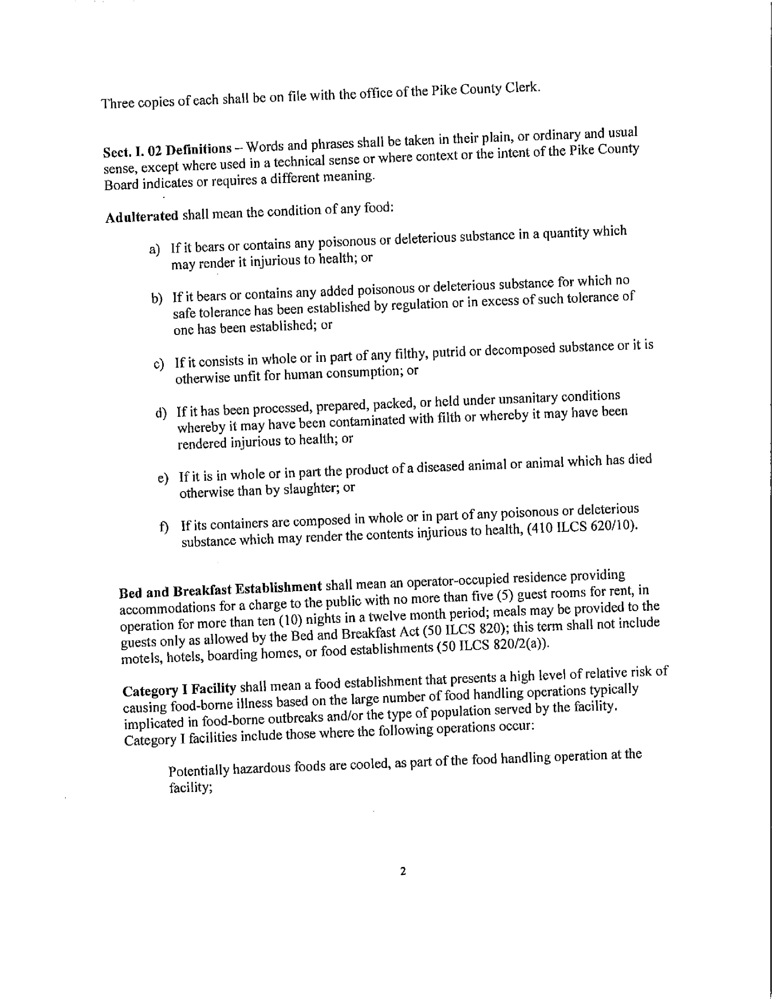 Three copies of each shall be on file with the office of the Pike County Clerk.
Sect. I. 02 Definitions – Words and phrases shall be taken in their plain, or ordinary and usual
sense, except where used in a technical sense or where context or the intent of the Pike County
Board indicates or requires a different meaning.
Adulterated shall mean the condition of any food:
a) If it bears or contains any poisonous or deleterious substance in a quantity which
may render it injurious to health; or
b) If it bears or contains any added poisonous or deleterious substance for which no
safe tolerance has been established by regulation or in excess of such tolerance of
one has been established; or
c) If it consists in whole or in part of any filthy, putrid or decomposed substance or it is
otherwise unfit for human consumption; or
d) If it has been processed, prepared, packed, or held under unsanitary conditions
whereby it may have been contaminated with filth or whereby it may have been
rendered injurious to health; or
e) If it is in whole or in part the product of a diseased animal or animal which has died
otherwise than by slaughter; or
f) If its containers are composed in whole or in part of any poisonous or deleterious
substance which may render the contents injurious to health, (410 ILCS 620/10).
Bed and Breakfast Establishment shall mean an operator-occupied residence providing
accommodations for a charge to the public with no more than five (5) guest rooms for rent, in
operation for more than ten (10) nights in a twelve month period; meals may be provided to the
guests only as allowed by the Bed and Breakfast Act (50 ILCS 820); this term shall not include
motels, hotels, boarding homes, or food establishments (50 ILCS 820/2(a)).
Category I Facility shall mean a food establishment that presents a high level of relative risk of
causing food-borne illness based on the large number of food handling operations typically
implicated in food-borne outbreaks and/or the type of population served by the facility.
Category I facilities include those where the following operations occur:
Potentially hazardous foods are cooled, as part of the food handling operation at the
facility;
2